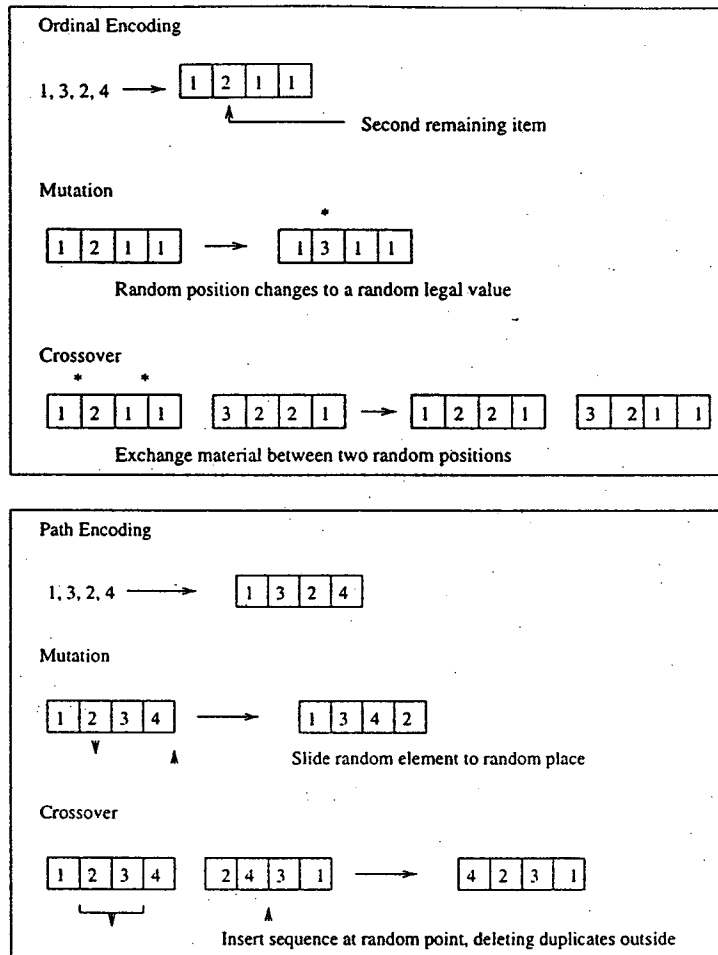 Ordinal Encoding
1, 3, 2, 4 → 1 2 1 1
Second remaining item
Mutation
*
1 2 1 1 → 1 3 1 1
Random position changes to a random legal value
Crossover
* *
1 2 1 1 3 2 2 1 → 1 2 2 1 3 2 1 1
Exchange material between two random positions
Path Encoding
1, 3, 2, 4 → 1 3 2 4
Mutation
1 2 3 4 → 1 3 4 2
Slide random element to random place
Crossover
1 2 3 4 2 4 3 1 → 4 2 3 1
Insert sequence at random point, deleting duplicates outside